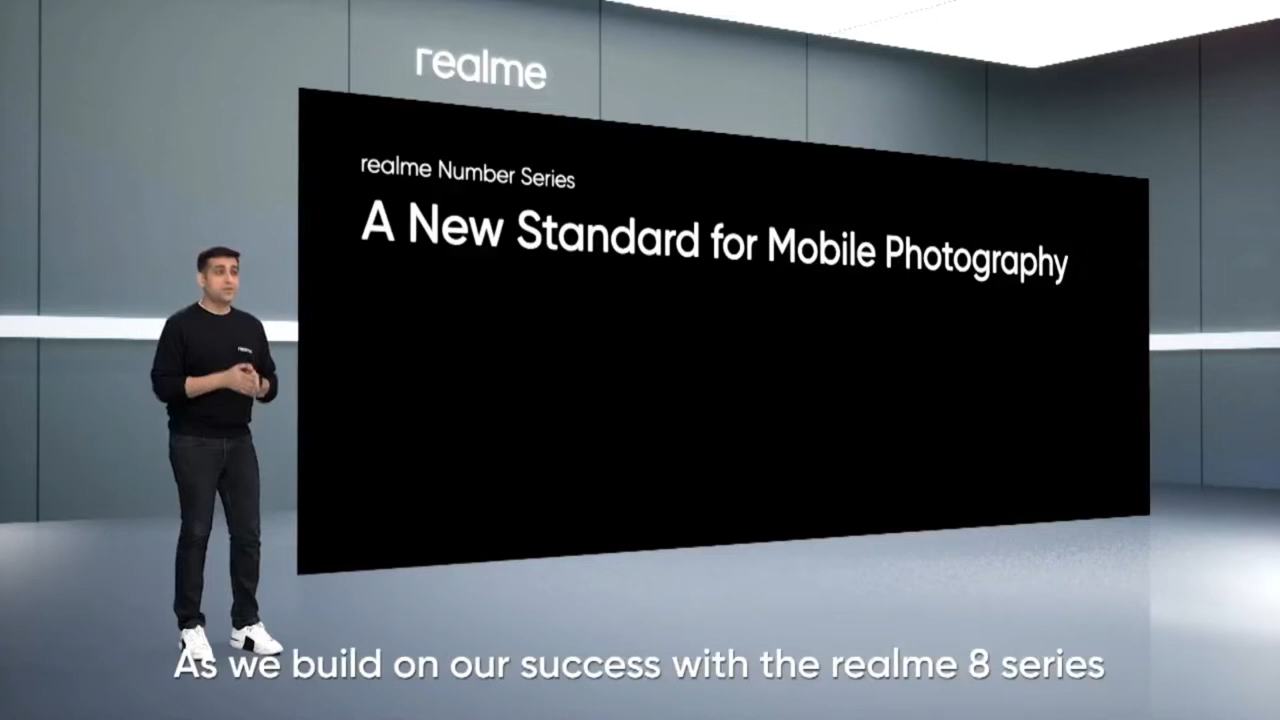 realme
realme Number Series
A New Standard for Mobile Photography
realme
As we build on our success with the realme 8 series